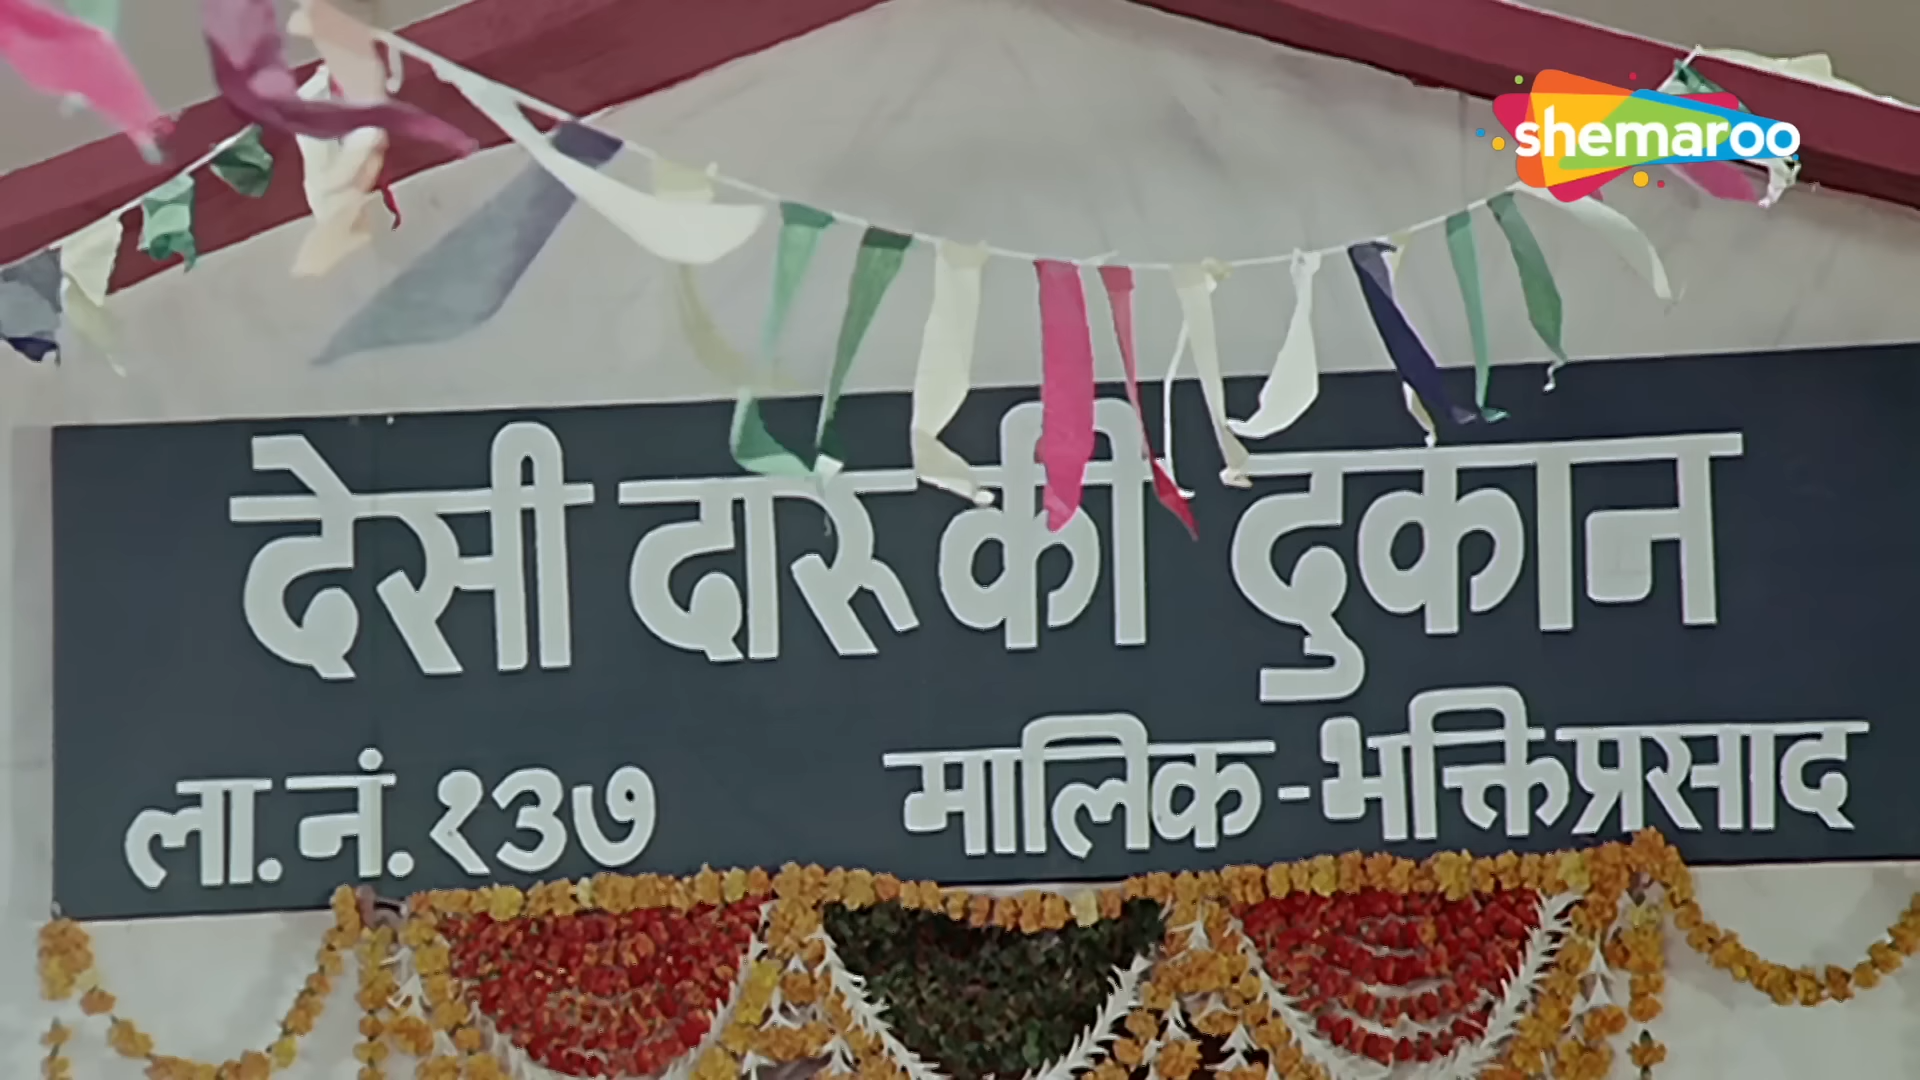 shemaroo
देसी दारू की दुकान
ला. नं. १३७ मालिक - भक्तिप्रसाद